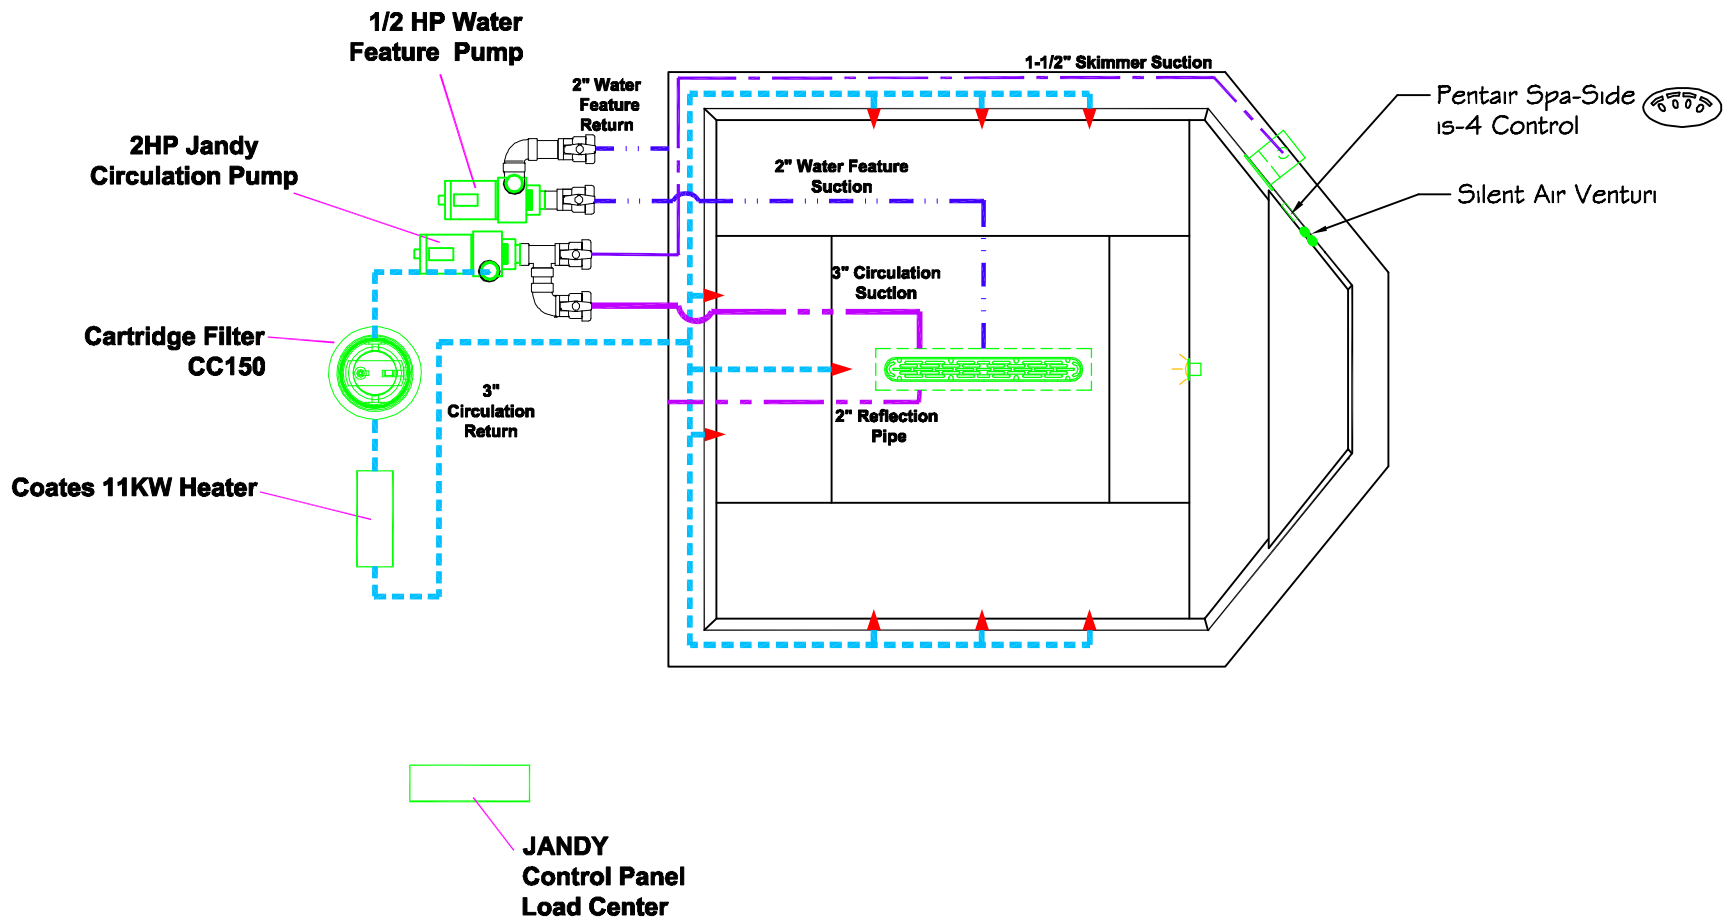 1/2 HP Water
Feature Pump
2" Water
Feature
Return
1-1/2" Skimmer Suction
Pentair Spa-Side
is-4 Control
2HP Jandy
Circulation Pump
2" Water Feature
Suction
Silent Air Venturi
3" Circulation
Suction
Cartridge Filter
CC150
3"
Circulation
Return
2" Reflection
Pipe
Coates 11KW Heater
JANDY
Control Panel
Load Center